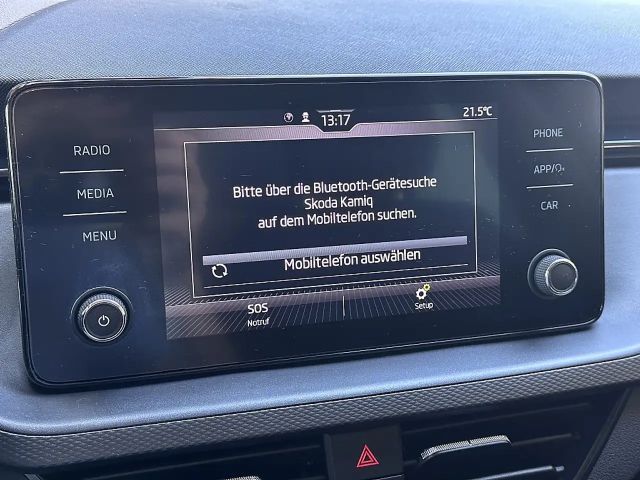 13:17
21.5°C
RADIO
MEDIA
MENU
Bitte über die Bluetooth-Gerätesuche
Skoda Kamiq
auf dem Mobiltelefon suchen.
Mobiltelefon auswählen
SOS
Notruf
Setup
PHONE
APP/
CAR